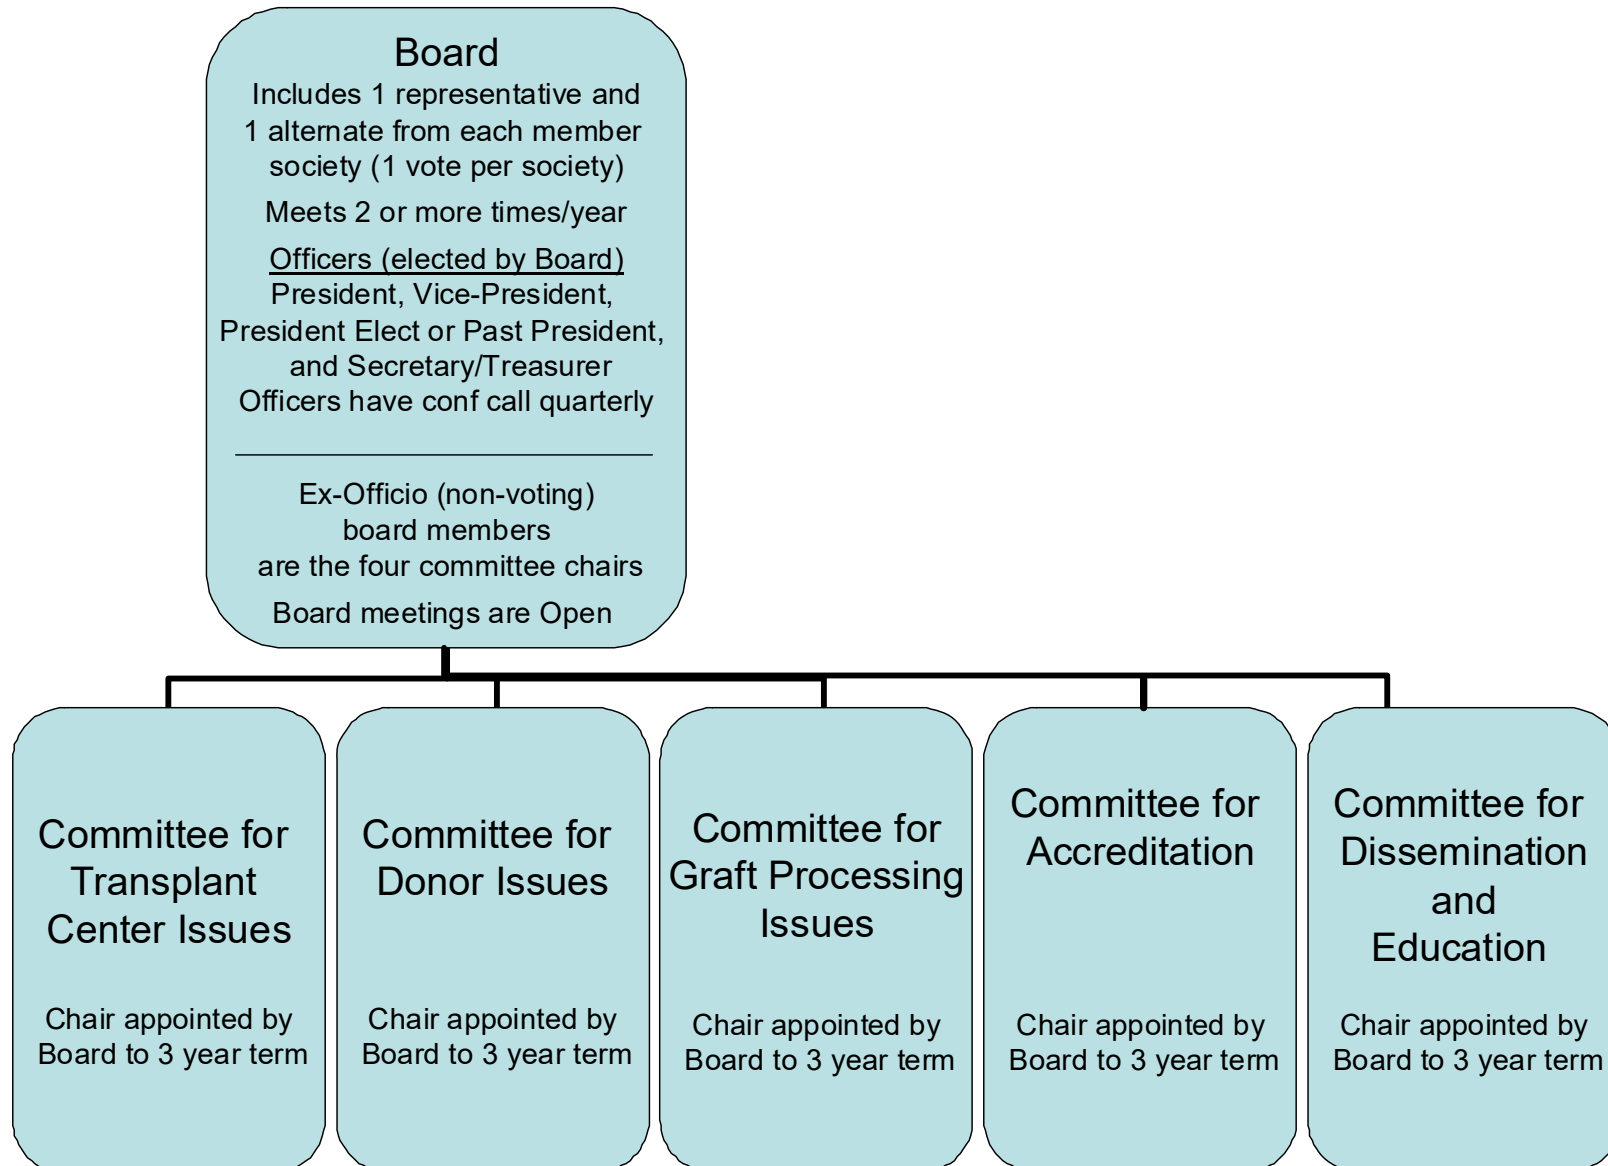 Board
Includes 1 representative and
1 alternate from each member
society (1 vote per society)
Meets 2 or more times/year
Officers (elected by Board)
President, Vice-President,
President Elect or Past President,
and Secretary/Treasurer
Officers have conf call quarterly
Ex-Officio (non-voting)
board members
are the four committee chairs
Board meetings are Open
Committee for
Transplant
Center Issues
Chair appointed by
Board to 3 year term
Committee for
Donor Issues
Chair appointed by
Board to 3 year term
Committee for
Graft Processing
Issues
Chair appointed by
Board to 3 year term
Committee for
Accreditation
Chair appointed by
Board to 3 year term
Committee for
Dissemination
and
Education
Chair appointed by
Board to 3 year term